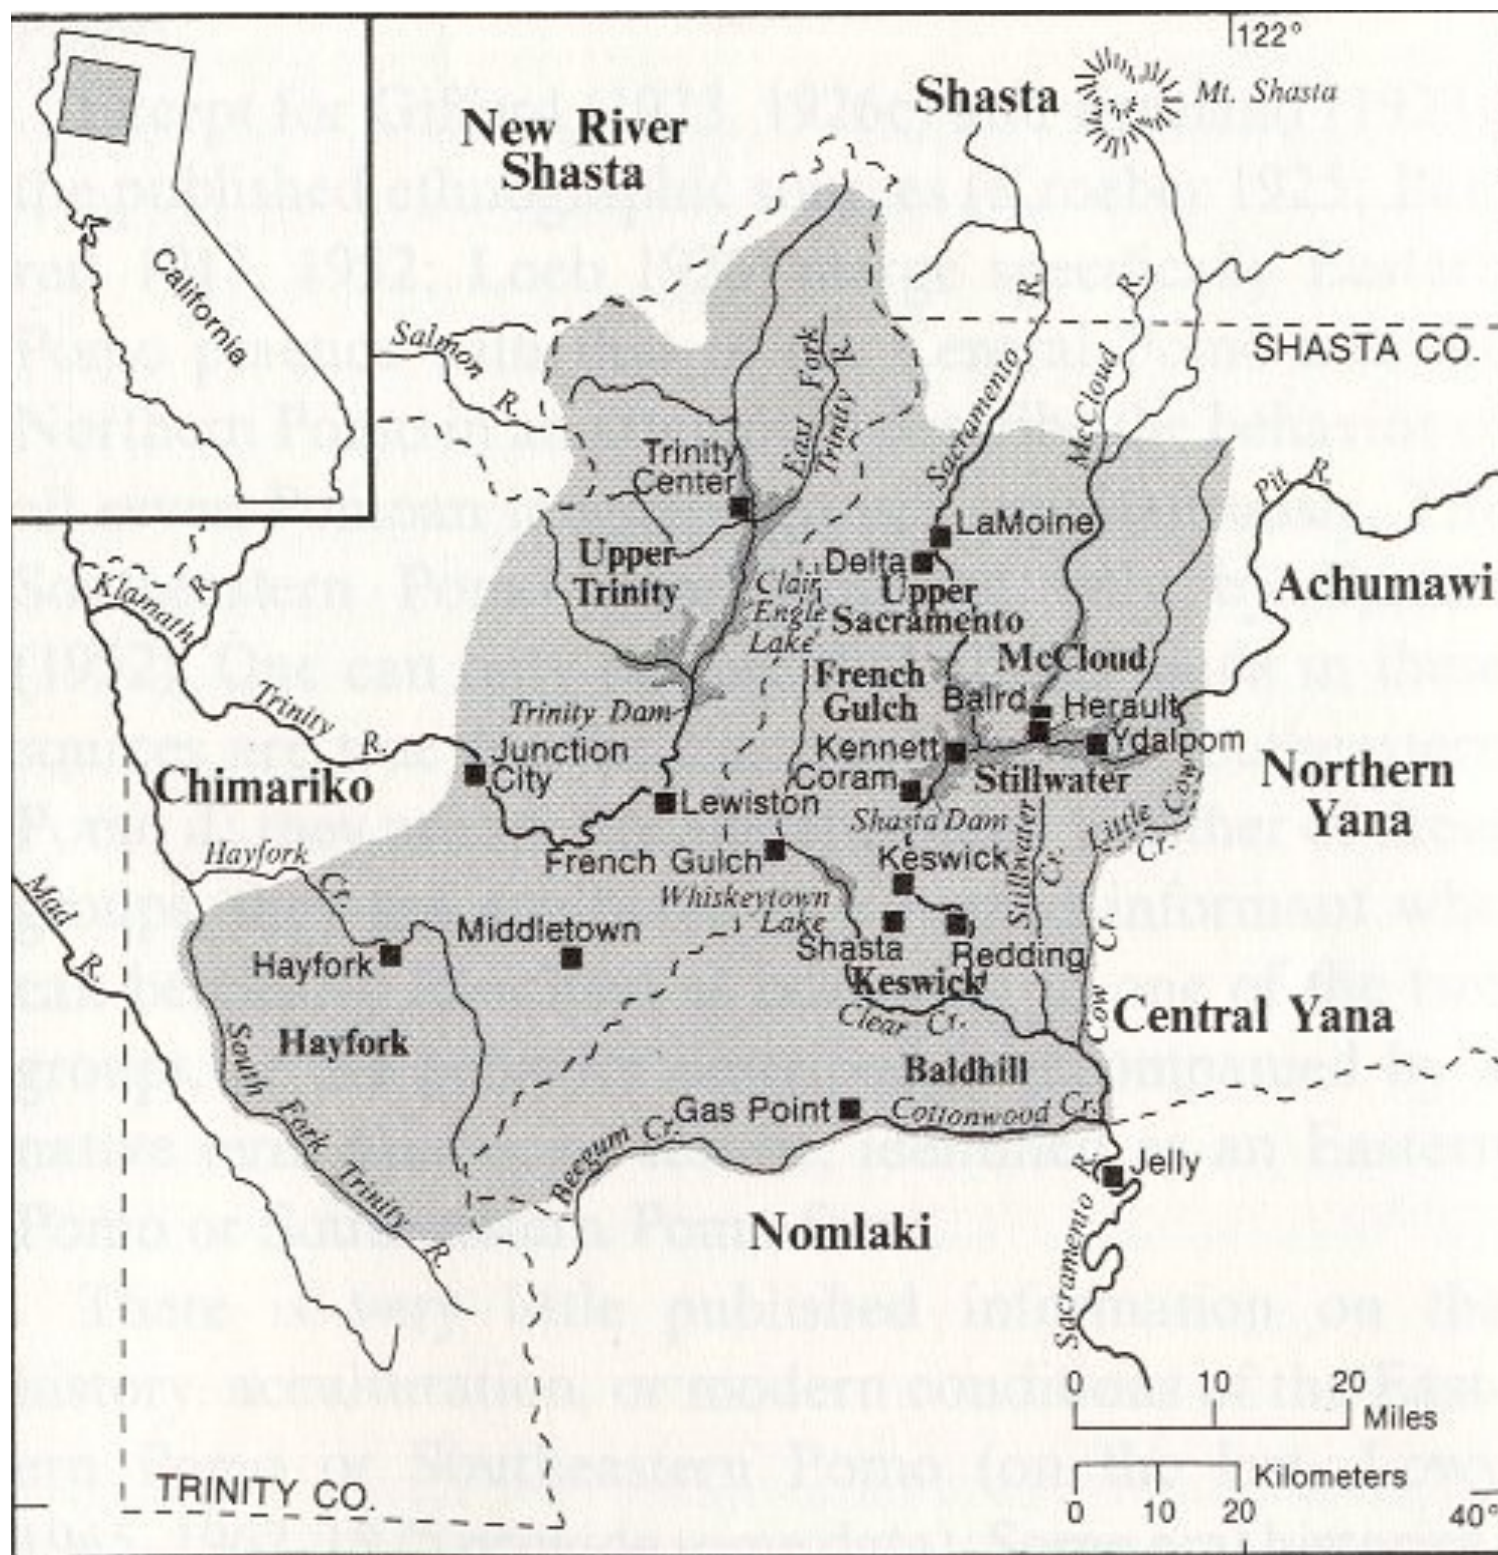 122°
Mt. Shasta
Shasta
New River
Shasta
California
Salmon
R.
SHASTA CO.
Sacramento
R.
McCloud
R.
East Fork
Trinity R.
Pit R.
Trinity
Center
LaMoine
Delta
Upper
Trinity
Clair
Engle
Lake
Upper
Sacramento
Achumawi
Klamath
R.
McCloud
French
Gulch
Baird
Herault
Trinity
R.
Trinity Dam
Junction
City
Kennett
Ydalpom
Coram
Stillwater
Chimariko
Lewiston
Shasta Dam
Northern
Yana
Little Cow
Cr.
Stillwater
Cr.
Hayfork
Cr.
French Gulch
Keswick
Whiskeytown
Lake
Mad
R.
Middletown
Shasta
Redding
Hayfork
Keswick
Cow
Cr.
Clear Cr.
Central Yana
Hayfork
Baldhill
South Fork Trinity R.
Gas Point
Cottonwood Cr.
Beegum Cr.
Jelly
Sacramento
R.
Nomlaki
0 10 20
Miles
Kilometers
0 10 20
TRINITY CO.
40°